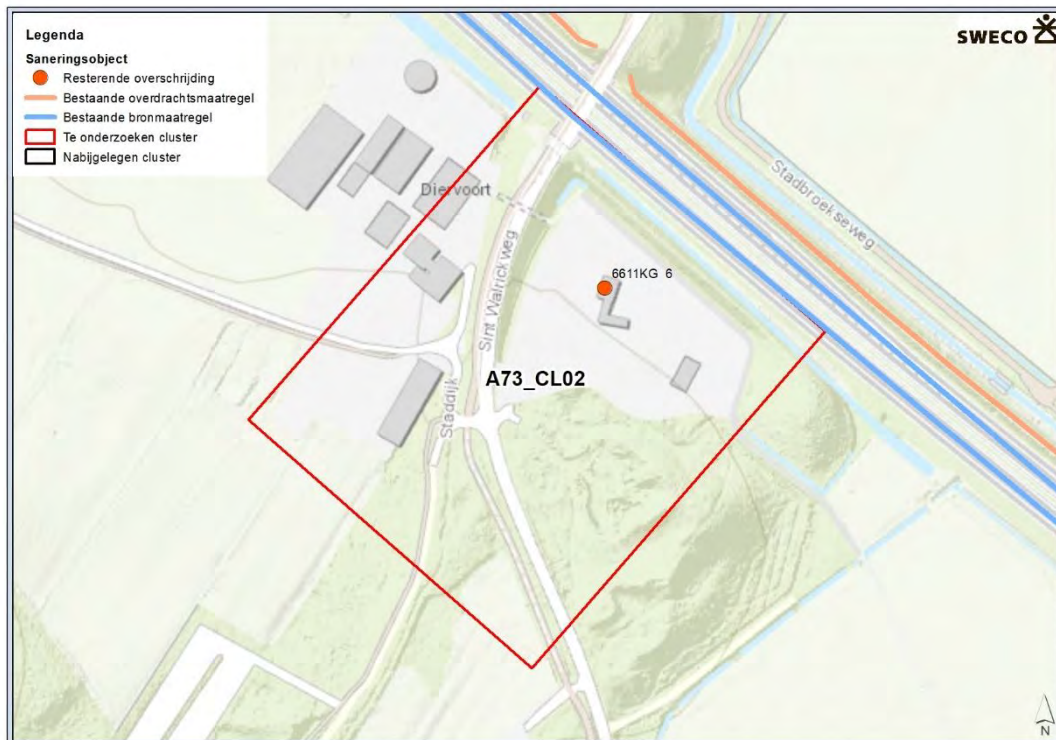 Legenda
Saneringsobject
Resterende overschrijding
Bestaande overdrachtsmaatregel
Bestaande bronmaatregel
Te onderzoeken cluster
Nabijgelegen cluster
SWECO
Diervoort
Stadbroekseweg
6611KG 6
Sint Walrickweg
A73_CL02
Staddijk
N